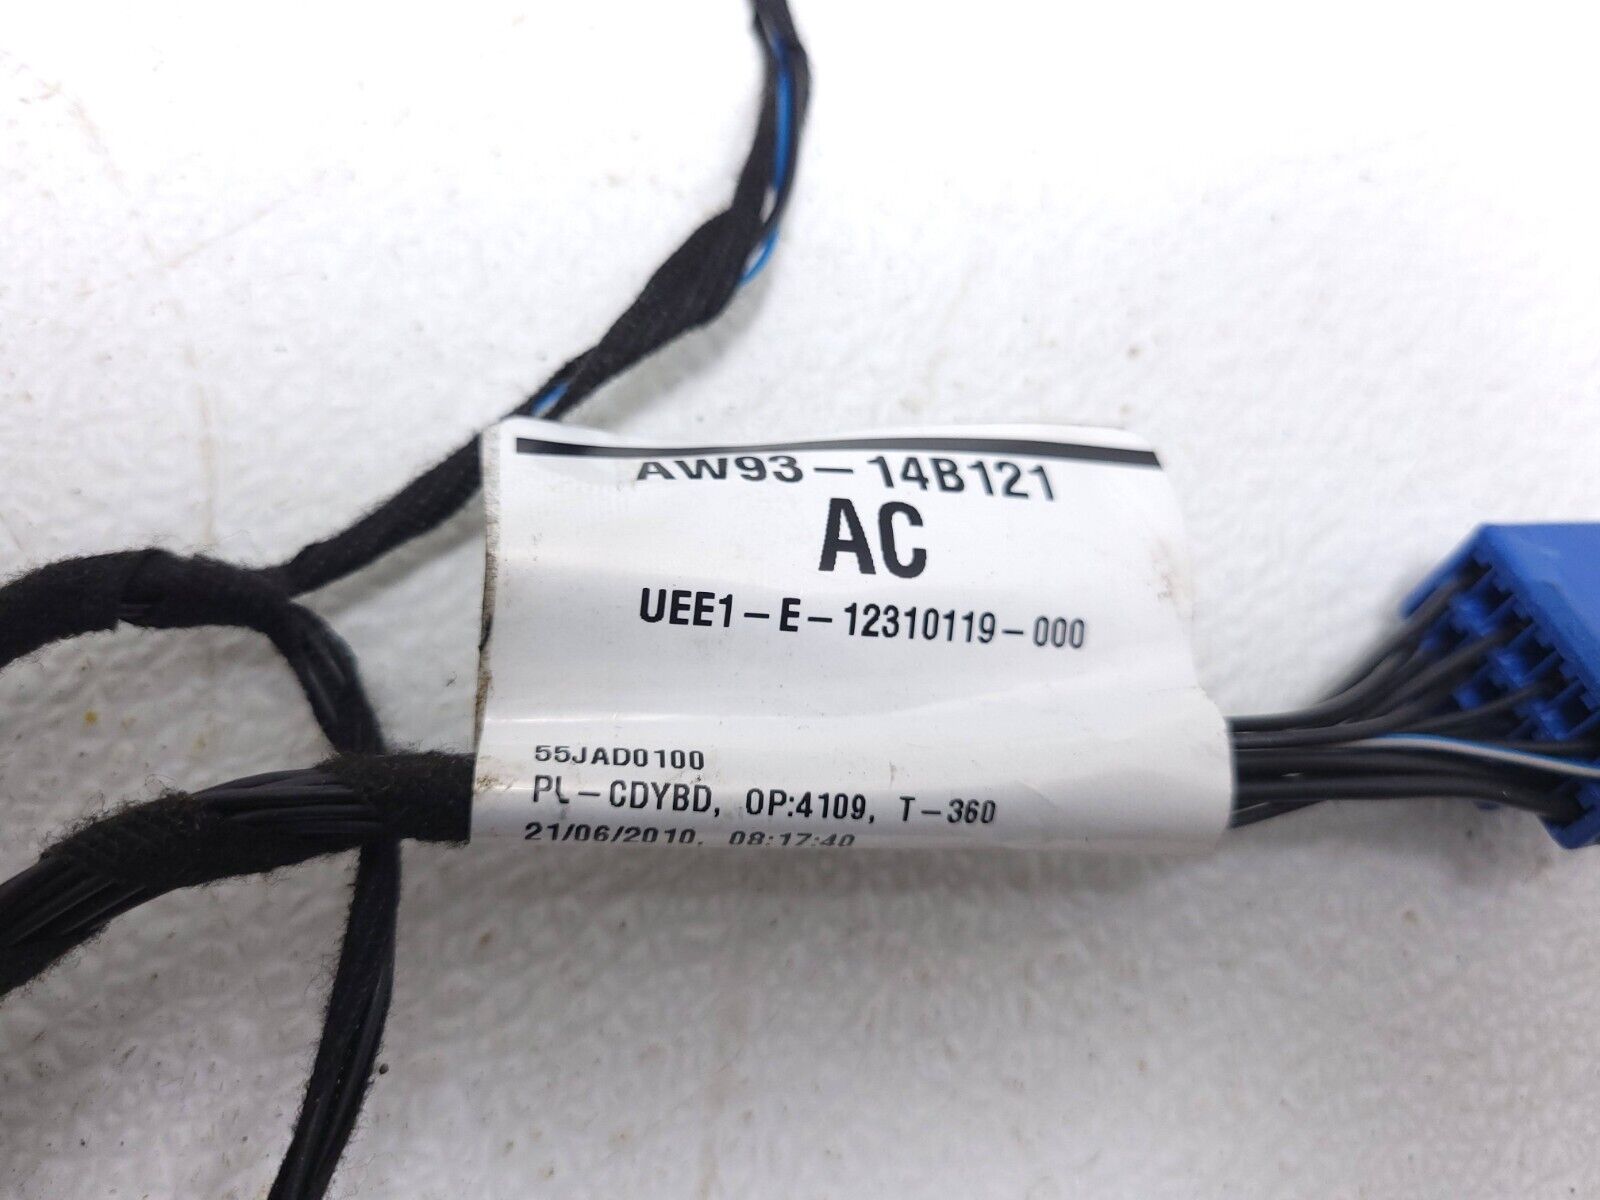 AW93-14B121
AC
UEE1-E-12310119-000
55JAD0100
PL-CDYBD, OP:4109, T-360
21/06/2010, 08:17:40